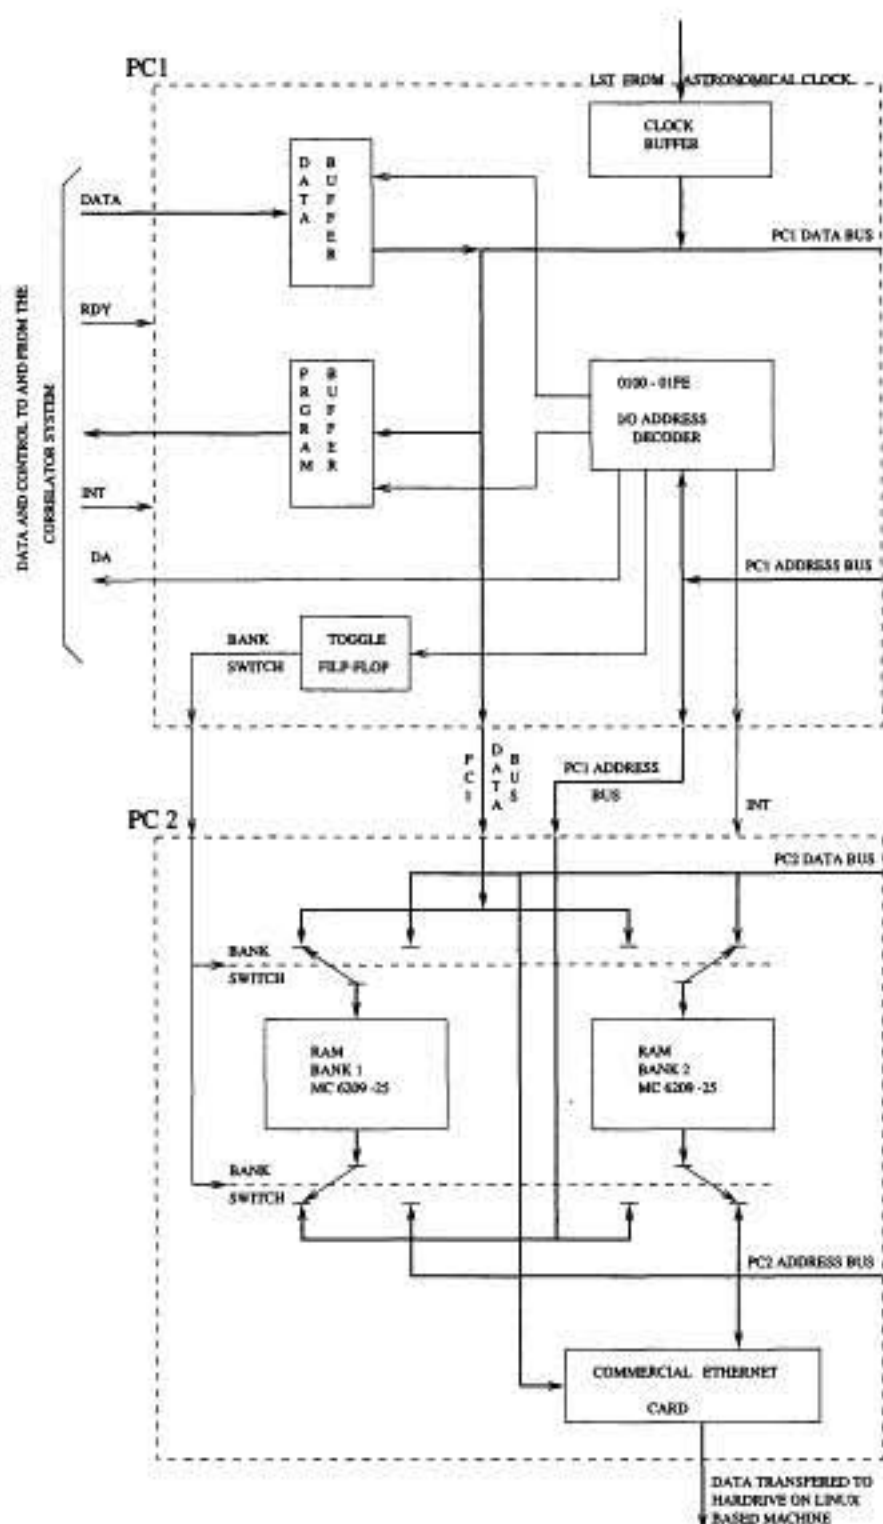 PC1
LST FROM ASTRONOMICAL CLOCK
CLOCK
BUFFER
DATA
BUFFER
DATA
PC1 DATA BUS
RDY
DATA AND CONTROL TO AND FROM THE
CORRELATOR SYSTEM
PRGRAM
BUFFER
0100 - 01FE
I/O ADDRESS
DECODER
INT
DA
PC1 ADDRESS BUS
BANK
SWITCH
TOGGLE
FILP-FLOP
PC1
DATA
BUS
PC1 ADDRESS
BUS
INT
PC 2
PC2 DATA BUS
BANK
SWITCH
RAM
BANK 1
MC 6209 -25
RAM
BANK 2
MC 6209 -25
BANK
SWITCH
PC2 ADDRESS BUS
COMMERCIAL ETHERNET
CARD
DATA TRANSFERED TO
HARDRIVE ON LINUX
BASED MACHINE